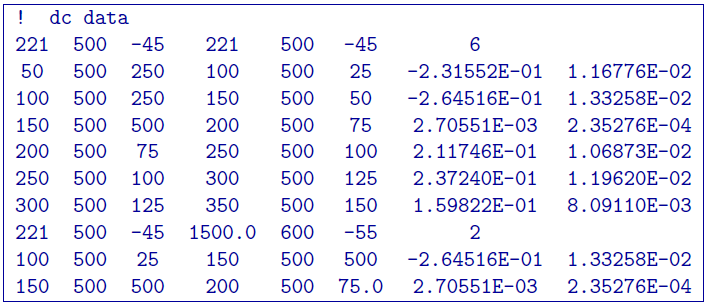 ! dc data
221 500 -45 221 500 -45 6
50 500 250 100 500 25 -2.31552E-01 1.16776E-02
100 500 250 150 500 50 -2.64516E-01 1.33258E-02
150 500 500 200 500 75 2.70551E-03 2.35276E-04
200 500 75 250 500 100 2.11746E-01 1.06873E-02
250 500 100 300 500 125 2.37240E-01 1.19620E-02
300 500 125 350 500 150 1.59822E-01 8.09110E-03
221 500 -45 1500.0 600 -55 2
100 500 25 150 500 500 -2.64516E-01 1.33258E-02
150 500 500 200 500 75.0 2.70551E-03 2.35276E-04